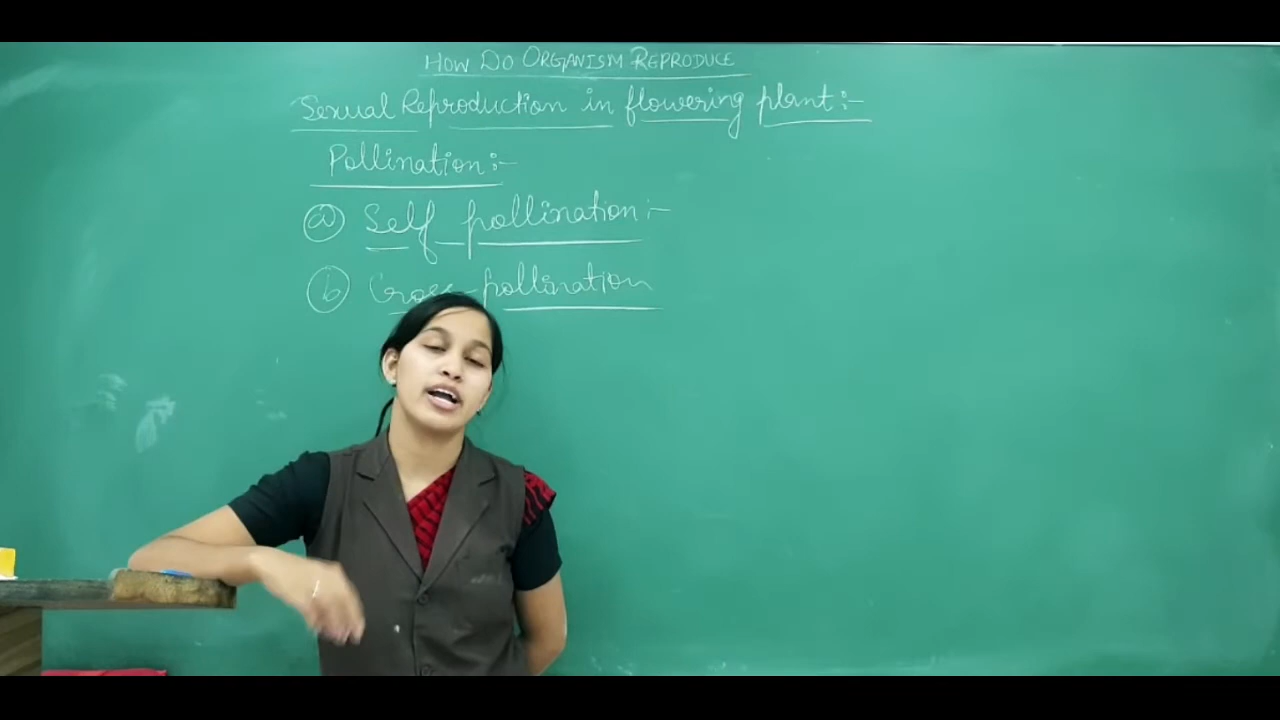 HOW DO ORGANISM REPRODUCE
Sexual Reproduction in flowering plant:-
Pollination:-
(a) Self pollination:-
(b) Cross-pollination